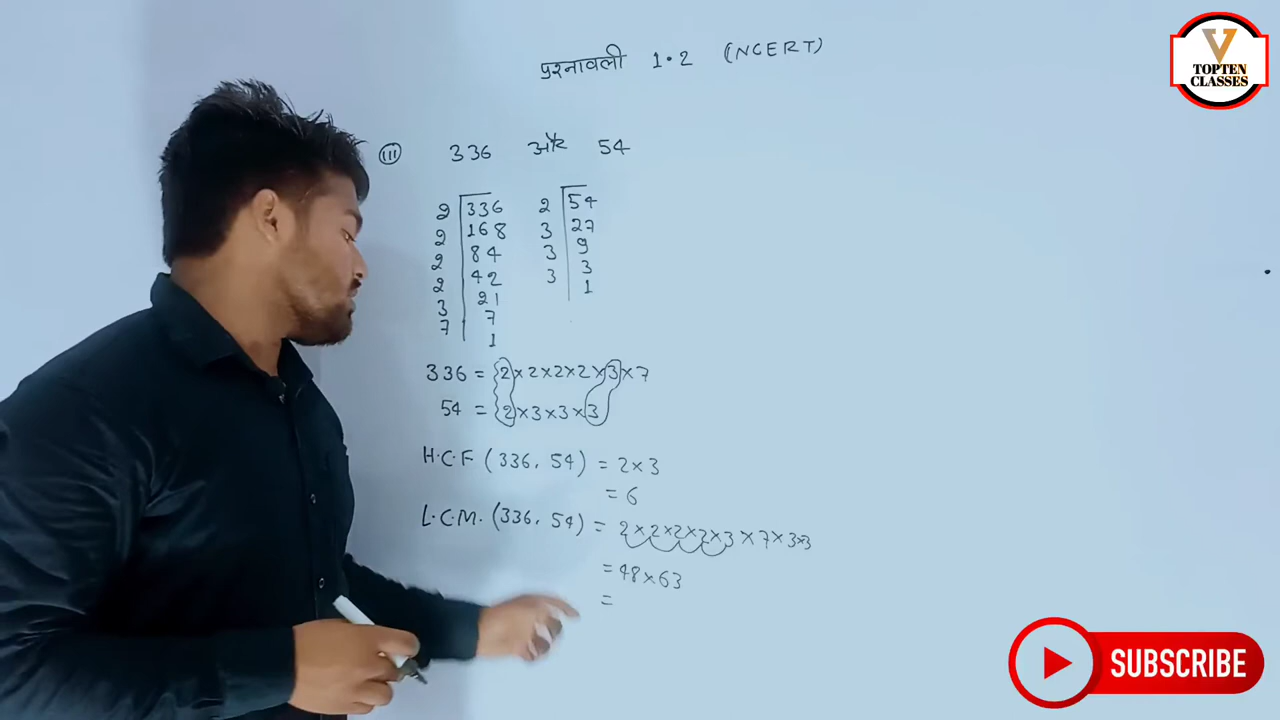 प्रश्नावली 1.2 (NCERT)
V
TOPTEN
CLASSES
(iii) 336 और 54
2 336 2 54
2 168 3 27
2 84 3 9
2 42 3 3
3 21 1
7 7
1
336 = 2×2×2×2×3×7
54 = 2×3×3×3
H.C.F (336, 54) = 2×3
= 6
L.C.M. (336, 54) = 2×2×2×2×3×7×3×3
= 48×63
=
SUBSCRIBE